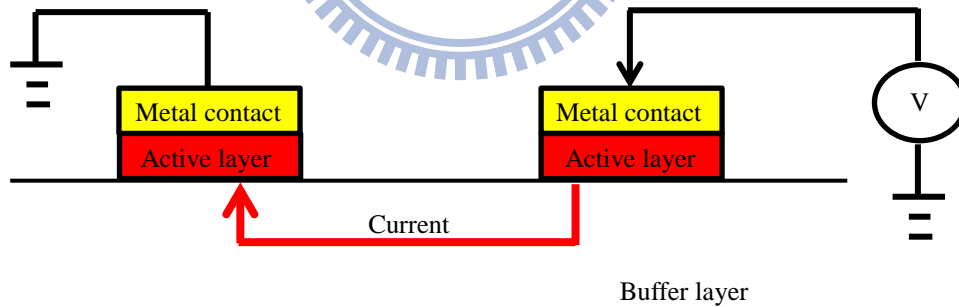 Metal contact
Metal contact
V
Active layer
Active layer
Current
Buffer layer